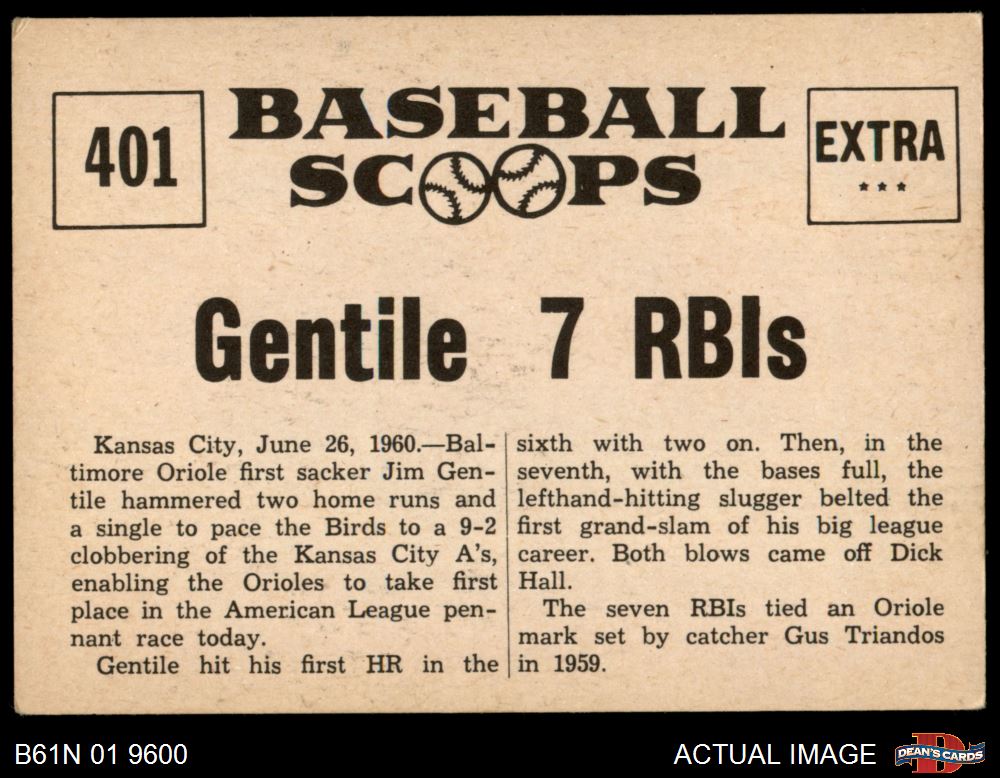 401
BASEBALL
SCOOPS
EXTRA
***
Gentile 7 RBIs
Kansas City, June 26, 1960.—Bal-
timore Oriole first sacker Jim Gen-
tile hammered two home runs and
a single to pace the Birds to a 9-2
clobbering of the Kansas City A's,
enabling the Orioles to take first
place in the American League pen-
nant race today.
Gentile hit his first HR in the
sixth with two on. Then, in the
seventh, with the bases full, the
lefthand-hitting slugger belted the
first grand-slam of his big league
career. Both blows came off Dick
Hall.
The seven RBIs tied an Oriole
mark set by catcher Gus Triandos
in 1959.
B61N 01 9600
ACTUAL IMAGE
DEAN'S CARDS